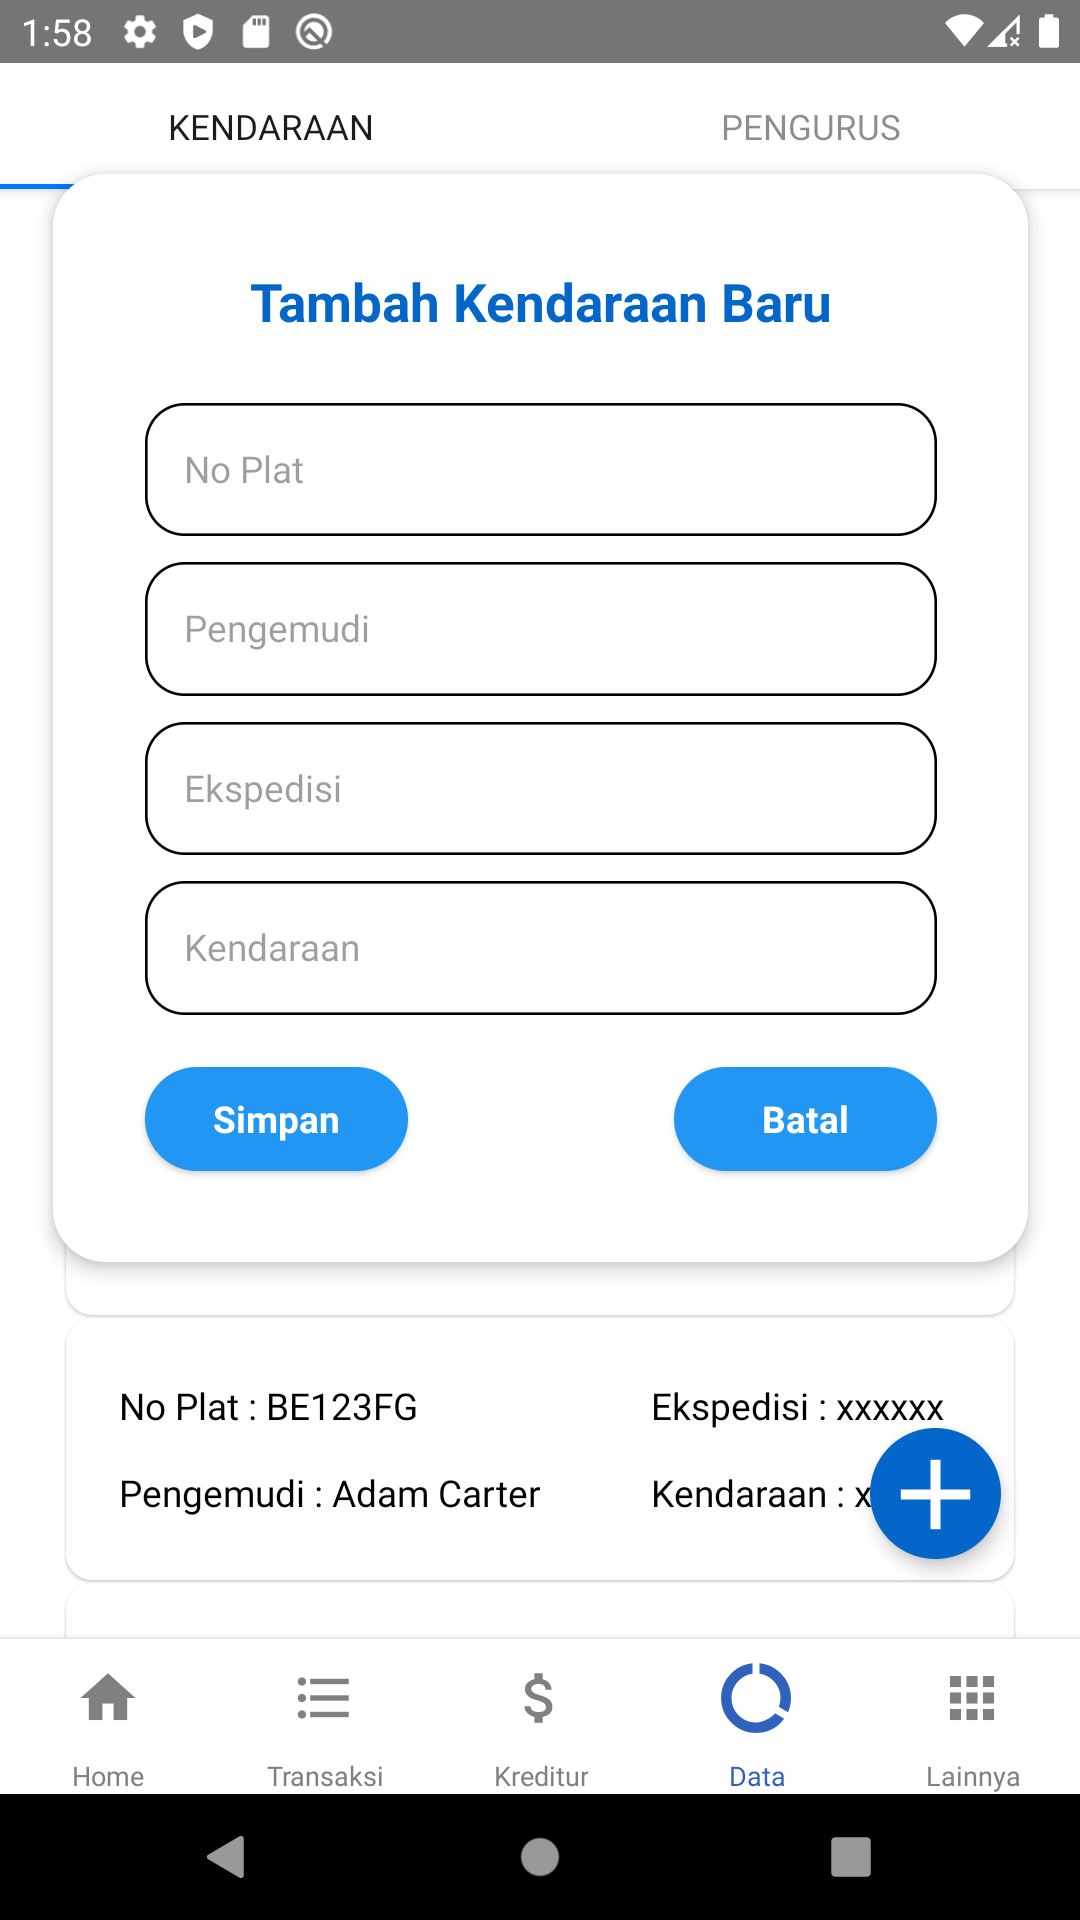 1:58
KENDARAAN PENGURUS
Tambah Kendaraan Baru
No Plat
Pengemudi
Ekspedisi
Kendaraan
Simpan Batal
No Plat : BE123FG Ekspedisi : xxxxxx
Pengemudi : Adam Carter Kendaraan : x
Home Transaksi Kreditur Data Lainnya